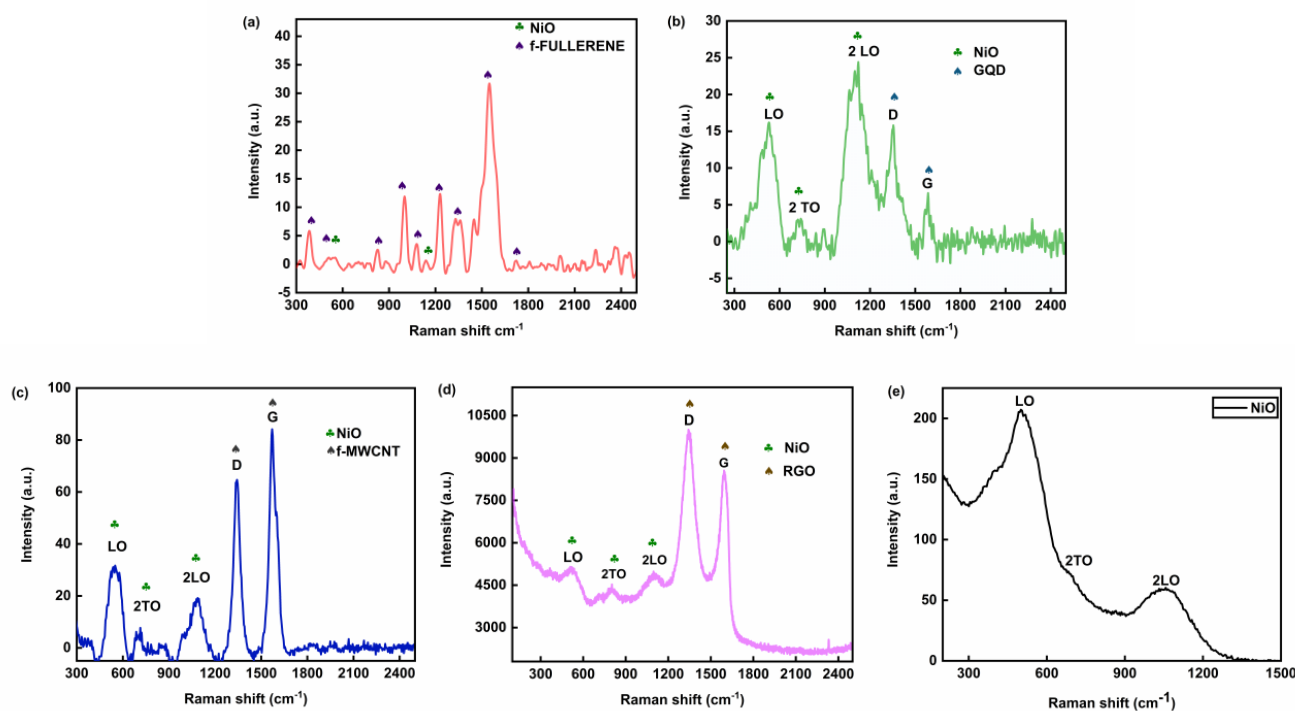 (a)
NiO
f-FULLERENE
Intensity (a.u.)
40
35
30
25
20
15
10
5
0
-5
300 600 900 1200 1500 1800 2100 2400
Raman shift cm⁻¹
(b)
NiO
GQD
2 LO
LO
D
2 TO
G
Intensity (a.u.)
30
25
20
15
10
5
0
-5
300 600 900 1200 1500 1800 2100 2400
Raman shift (cm⁻¹)
(c)
G
NiO
f-MWCNT
D
LO
2LO
2TO
Intensity (a.u.)
100
80
60
40
20
0
300 600 900 1200 1500 1800 2100 2400
Raman shift (cm⁻¹)
(d)
D
NiO
G
RGO
LO
2TO
2LO
Intensity (a.u.)
10500
9000
7500
6000
4500
3000
300 600 900 1200 1500 1800 2100 2400
Raman shift (cm⁻¹)
(e)
LO
NiO
2TO
2LO
Intensity (a.u.)
200
150
100
50
0
300 600 900 1200 1500
Raman shift (cm⁻¹)